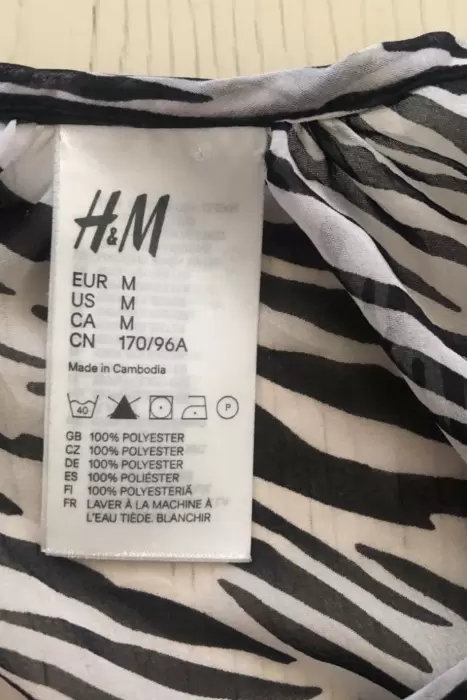 H&M
EUR M
US M
CA M
CN 170/96A
Made in Cambodia
40 P
GB 100% POLYESTER
CZ 100% POLYESTER
DE 100% POLYESTER
ES 100% POLIÉSTER
FI 100% POLYESTERIÄ
FR LAVER À LA MACHINE À
L'EAU TIÈDE. BLANCHIR